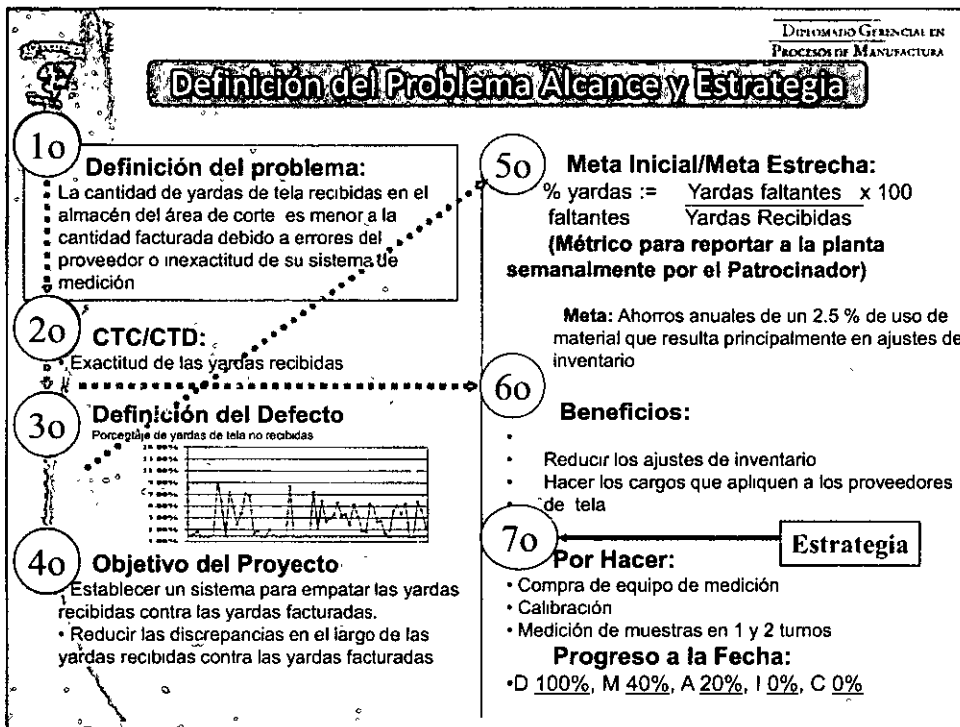 DIPLOMADO GERENCIAL EN
PROCESOS DE MANUFACTURA
Definición del Problema Alcance y Estrategia
1o
Definición del problema:
La cantidad de yardas de tela recibidas en el
almacén del área de corte es menor a la
cantidad facturada debido a errores del
proveedor o inexactitud de su sistema de
medición
2o
CTC/CTD:
Exactitud de las yardas recibidas
3o
Definición del Defecto
Porcentaje de yardas de tela no recibidas
4o
Objetivo del Proyecto
• Establecer un sistema para empatar las yardas
recibidas contra las yardas facturadas.
• Reducir las discrepancias en el largo de las
yardas recibidas contra las yardas facturadas
5o
Meta Inicial/Meta Estrecha:
% yardas := Yardas faltantes x 100
faltantes Yardas Recibidas
(Métrico para reportar a la planta
semanalmente por el Patrocinador)
Meta: Ahorros anuales de un 2.5 % de uso de
material que resulta principalmente en ajustes de
inventario
6o
Beneficios:
•
• Reducir los ajustes de inventario
• Hacer los cargos que apliquen a los proveedores
• de tela
7o
Estrategia
Por Hacer:
• Compra de equipo de medición
• Calibración
• Medición de muestras en 1 y 2 turnos
Progreso a la Fecha:
•D 100%, M 40%, A 20%, I 0%, C 0%